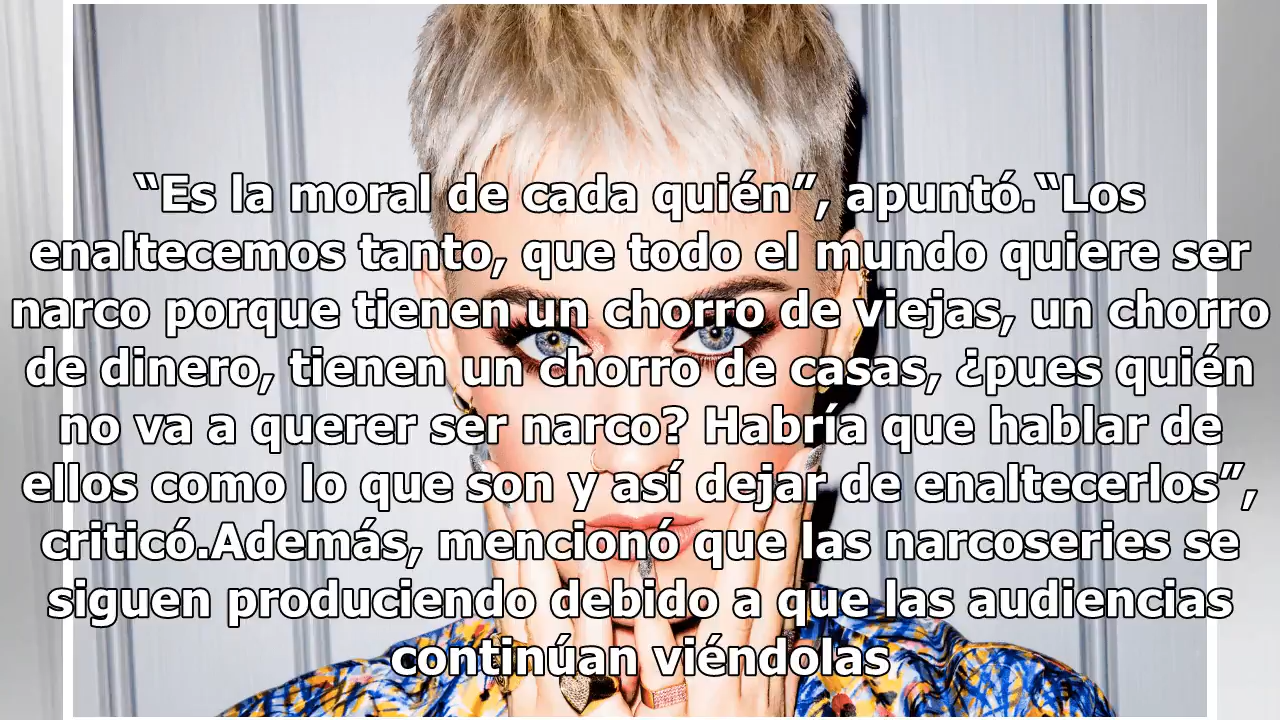 “Es la moral de cada quién”, apuntó.“Los
enaltecemos tanto, que todo el mundo quiere ser
narco porque tienen un chorro de viejas, un chorro
de dinero, tienen un chorro de casas, ¿pues quién
no va a querer ser narco? Habría que hablar de
ellos como lo que son y así dejar de enaltecerlos”,
criticó.Además, mencionó que las narcoseries se
siguen produciendo debido a que las audiencias
continúan viéndolas